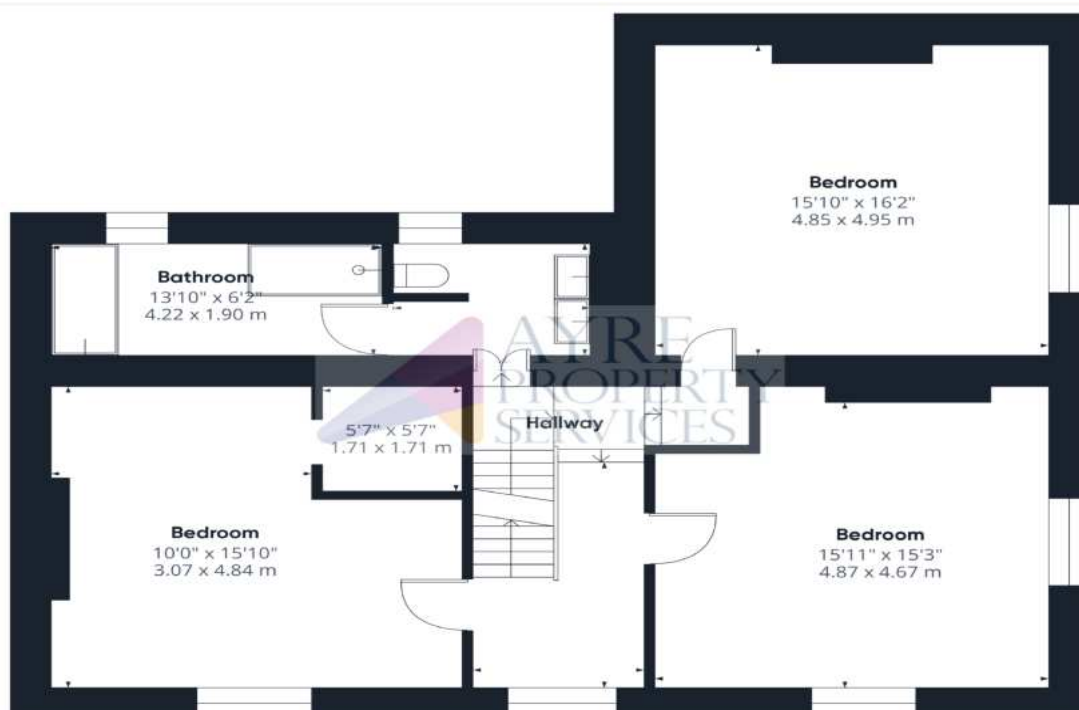 Bedroom
15'10" x 16'2"
4.85 x 4.95 m
Bathroom
13'10" x 6'2"
4.22 x 1.90 m
AYRE
PROPERTY
SERVICES
5'7" x 5'7"
1.71 x 1.71 m
Hallway
Bedroom
10'0" x 15'10"
3.07 x 4.84 m
Bedroom
15'11" x 15'3"
4.87 x 4.67 m